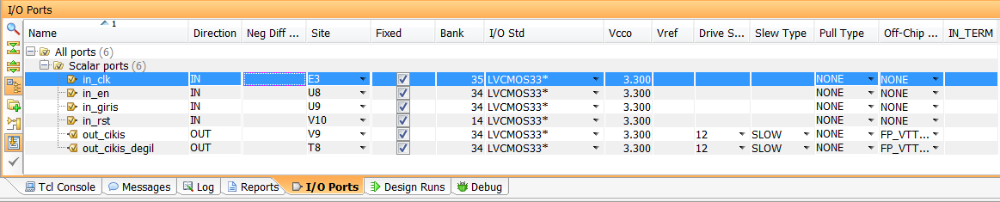 I/O Ports
Name 1 Direction Neg Diff ... Site Fixed Bank I/O Std Vcco Vref Drive S... Slew Type Pull Type Off-Chip ... IN_TERM
All ports (6)
Scalar ports (6)
in_clk IN E3 35 LVCMOS33* 3.300 NONE NONE
in_en IN U8 34 LVCMOS33* 3.300 NONE NONE
in_giris IN U9 34 LVCMOS33* 3.300 NONE NONE
in_rst IN V10 14 LVCMOS33* 3.300 NONE NONE
out_cikis OUT V9 34 LVCMOS33* 3.300 12 SLOW NONE FP_VTT...
out_cikis_degil OUT T8 34 LVCMOS33* 3.300 12 SLOW NONE FP_VTT...
Tcl Console Messages Log Reports I/O Ports Design Runs Debug